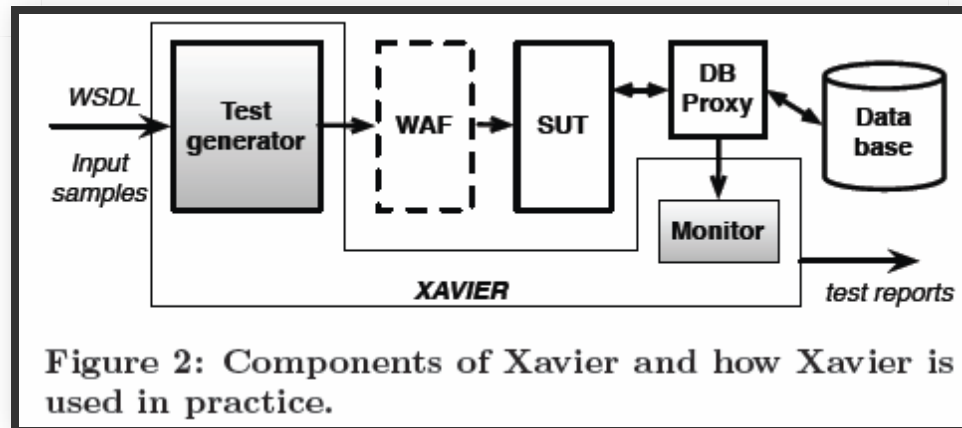 WSDL
Input
samples
Test
generator
WAF
SUT
DB
Proxy
Data
base
Monitor
XAVIER
test reports
Figure 2: Components of Xavier and how Xavier is
used in practice.